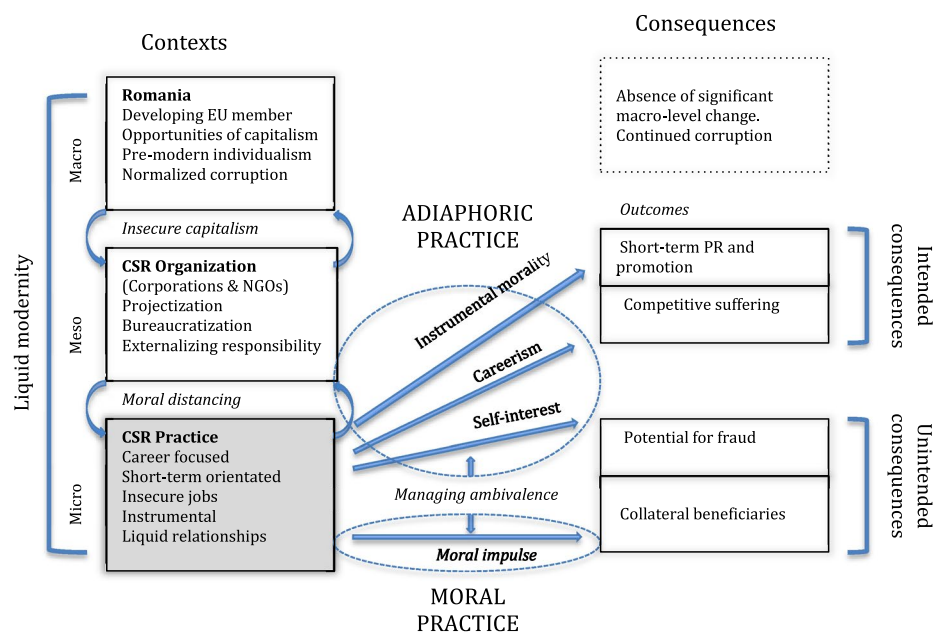 Contexts
Consequences
Liquid modernity
Macro
Romania
Developing EU member
Opportunities of capitalism
Pre-modern individualism
Normalized corruption
Insecure capitalism
Meso
CSR Organization
(Corporations & NGOs)
Projectization
Bureaucratization
Externalizing responsibility
Moral distancing
Micro
CSR Practice
Career focused
Short-term orientated
Insecure jobs
Instrumental
Liquid relationships
ADIAPHORIC
PRACTICE
Instrumental morality
Careerism
Self-interest
Managing ambivalence
Moral impulse
MORAL
PRACTICE
Absence of significant
macro-level change.
Continued corruption
Outcomes
Short-term PR and
promotion
Competitive suffering
Intended
consequences
Potential for fraud
Collateral beneficiaries
Unintended
consequences